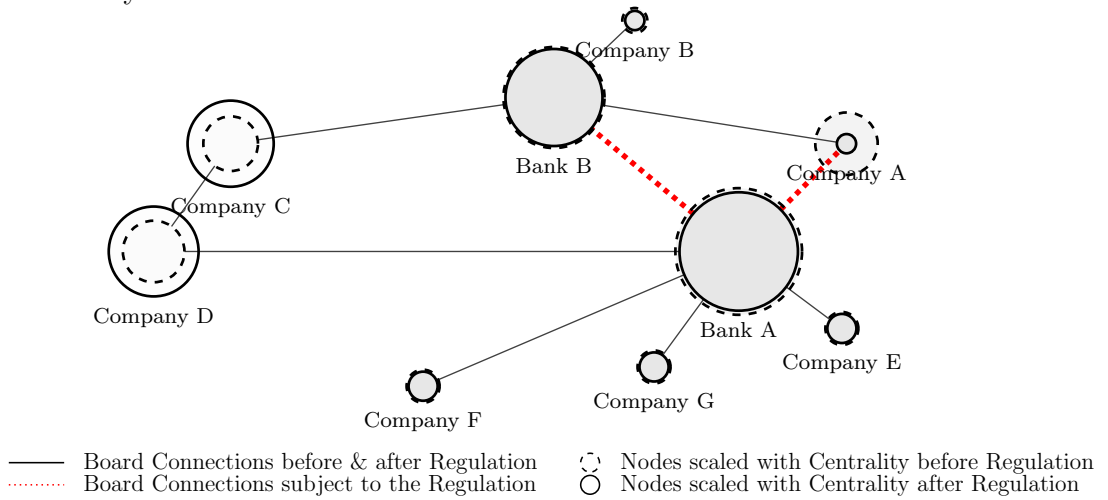 Company B
Bank B
Company A
Company C
Company D
Bank A
Company E
Company G
Company F
Board Connections before & after Regulation
Nodes scaled with Centrality before Regulation
Board Connections subject to the Regulation
Nodes scaled with Centrality after Regulation